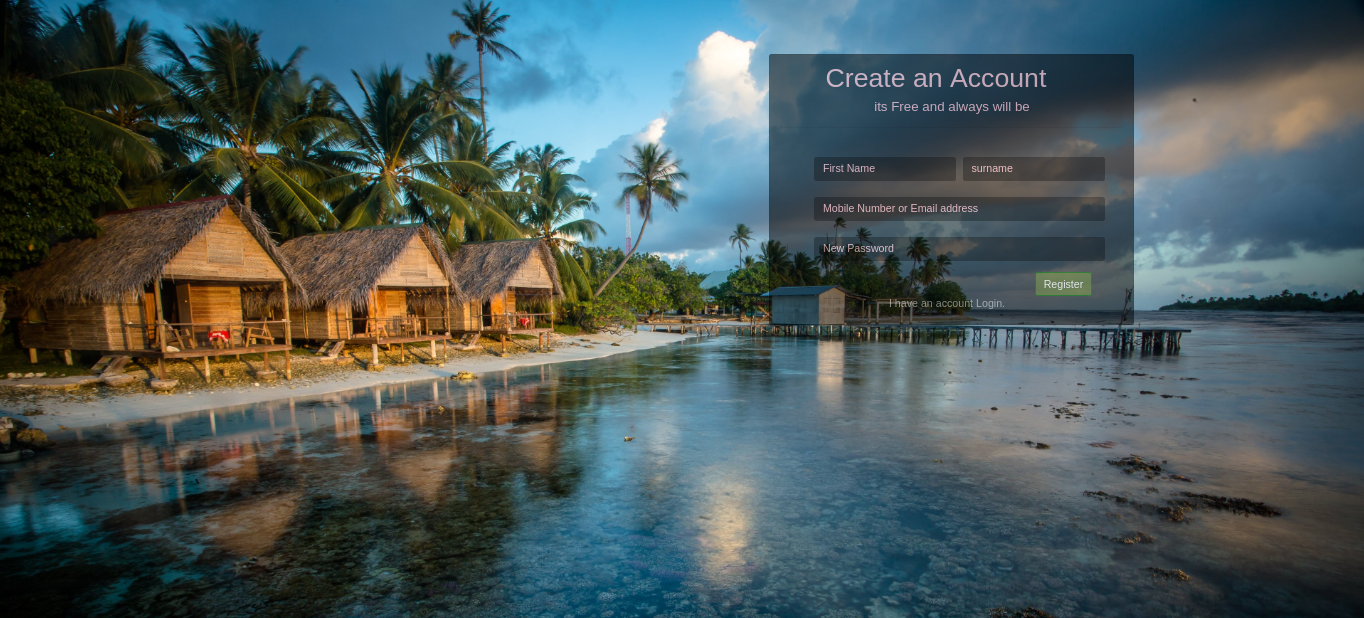 Create an Account
its Free and always will be
First Name surname
Mobile Number or Email address
New Password
Register
I have an account Login.